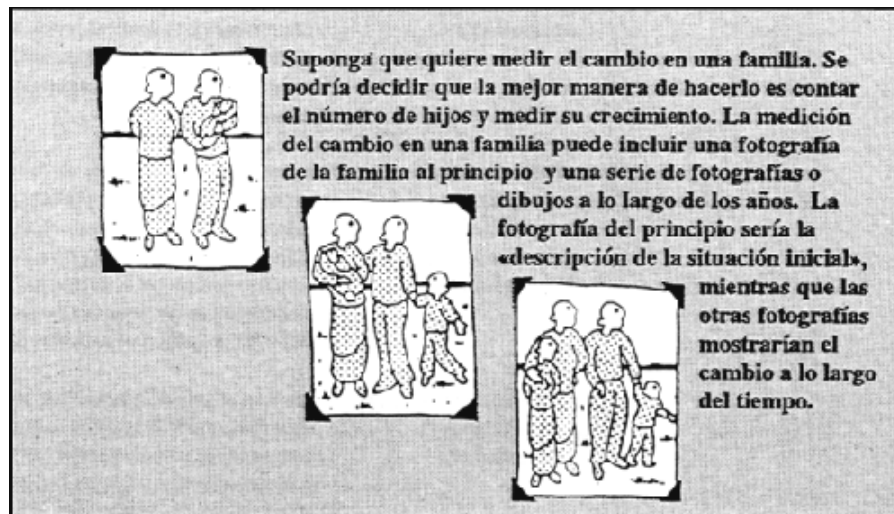 Suponga que quiere medir el cambio en una familia. Se
podría decidir que la mejor manera de hacerlo es contar
el número de hijos y medir su crecimiento. La medición
del cambio en una familia puede incluir una fotografía
de la familia al principio y una serie de fotografías o
dibujos a lo largo de los años. La
fotografía del principio sería la
«descripción de la situación inicial»,
mientras que las
otras fotografías
mostrarían el
cambio a lo largo
del tiempo.